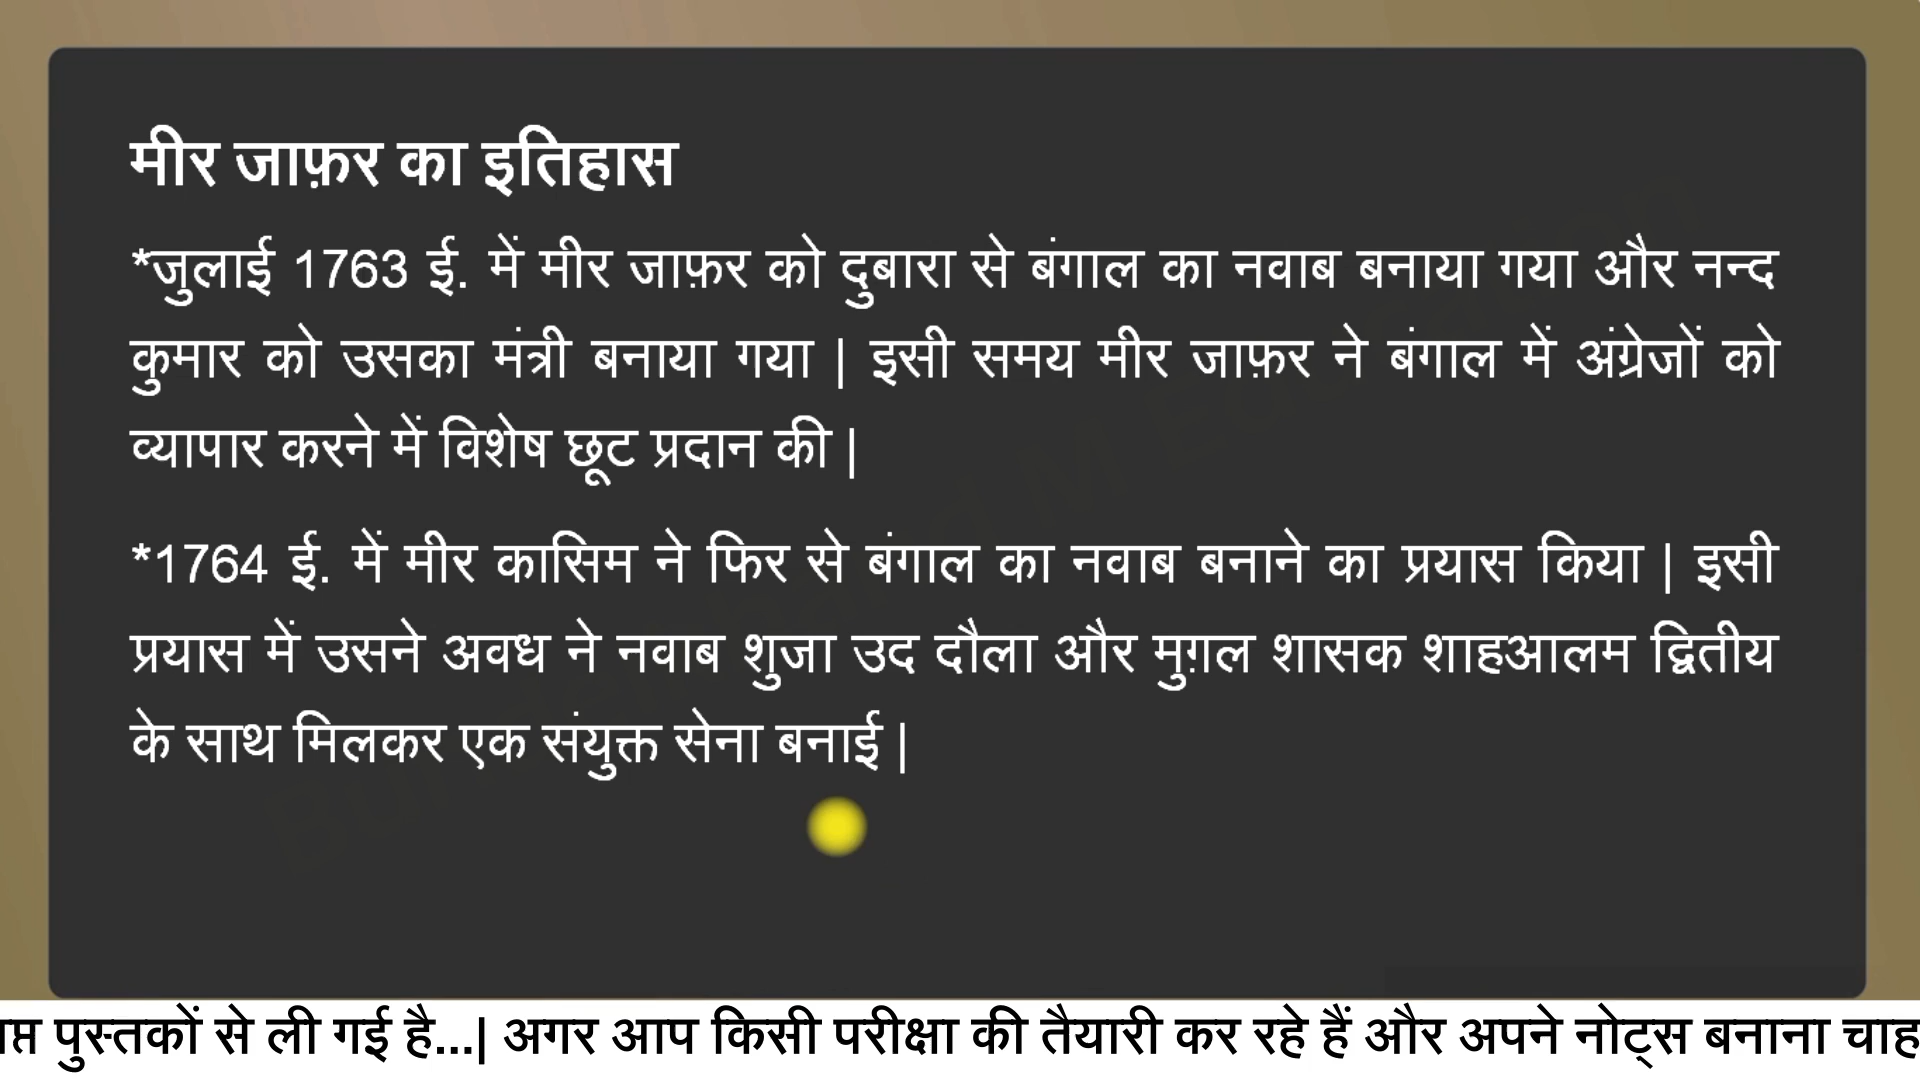 मीर जाफ़र का इतिहास
*जुलाई 1763 ई. में मीर जाफ़र को दुबारा से बंगाल का नवाब बनाया गया और नन्द
कुमार को उसका मंत्री बनाया गया | इसी समय मीर जाफ़र ने बंगाल में अंग्रेजों को
व्यापार करने में विशेष छूट प्रदान की |
*1764 ई. में मीर कासिम ने फिर से बंगाल का नवाब बनाने का प्रयास किया | इसी
प्रयास में उसने अवध ने नवाब शुजा उद दौला और मुग़ल शासक शाहआलम द्वितीय
के साथ मिलकर एक संयुक्त सेना बनाई |
पुस्तकों से ली गई है...| अगर आप किसी परीक्षा की तैयारी कर रहे हैं और अपने नोट्स बनाना